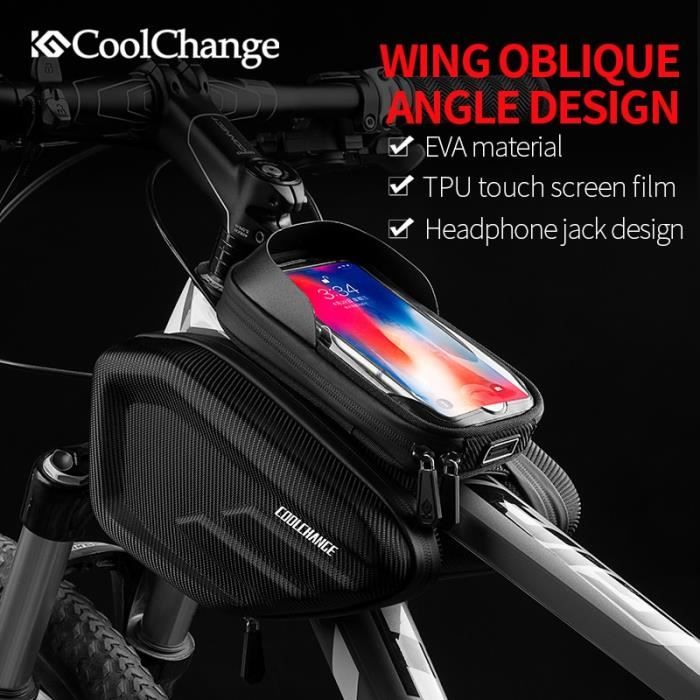 CoolChange
WING OBLIQUE
ANGLE DESIGN
EVA material
TPU touch screen film
Headphone jack design
3:34
COOLCHANGE